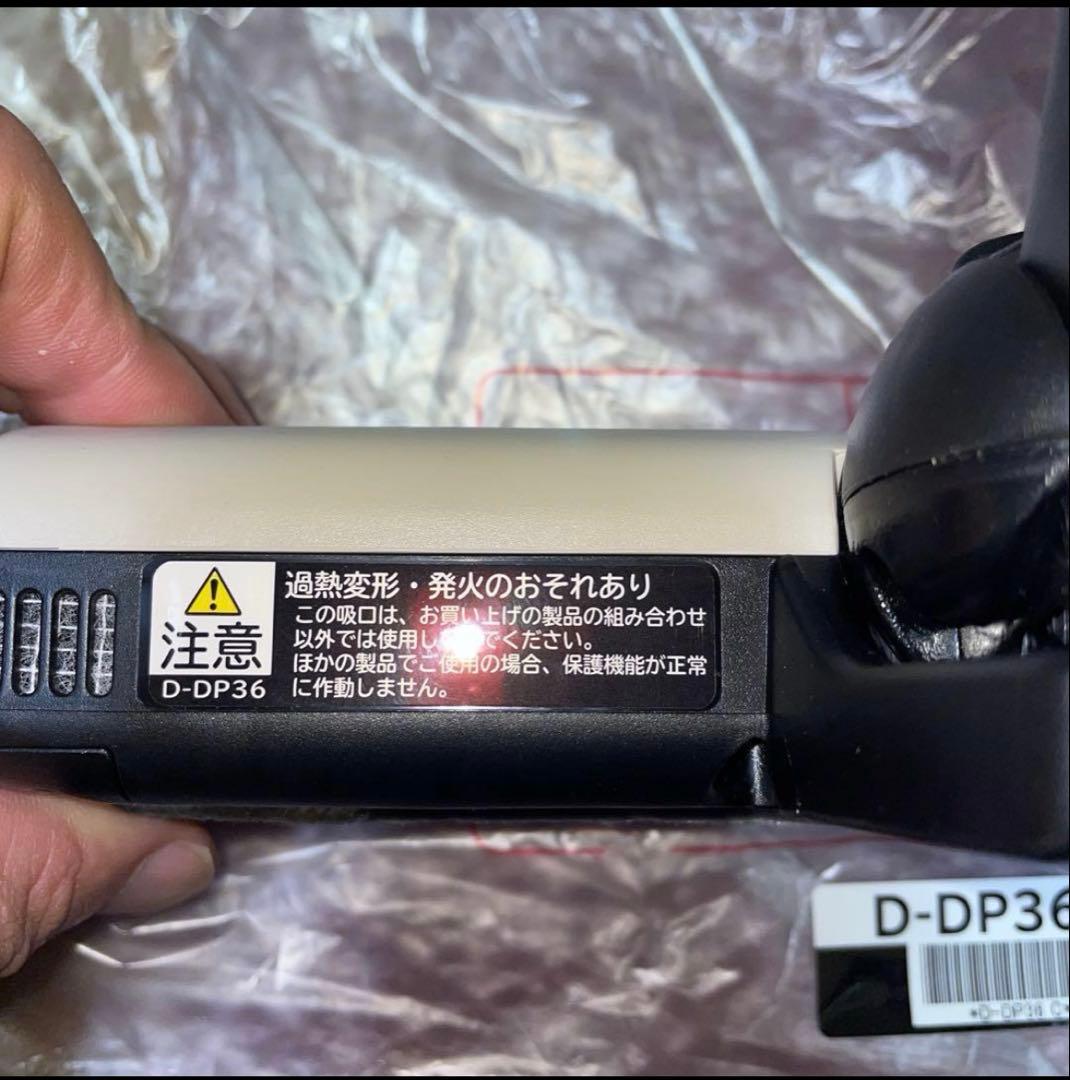 注意
D-DP36
過熱変形・発火のおそれあり
この吸口は、お買い上げの製品の組み合わせ
以外では使用し でください。
ほかの製品でご使用の場合、保護機能が正常
に作動しません。
D-DP36